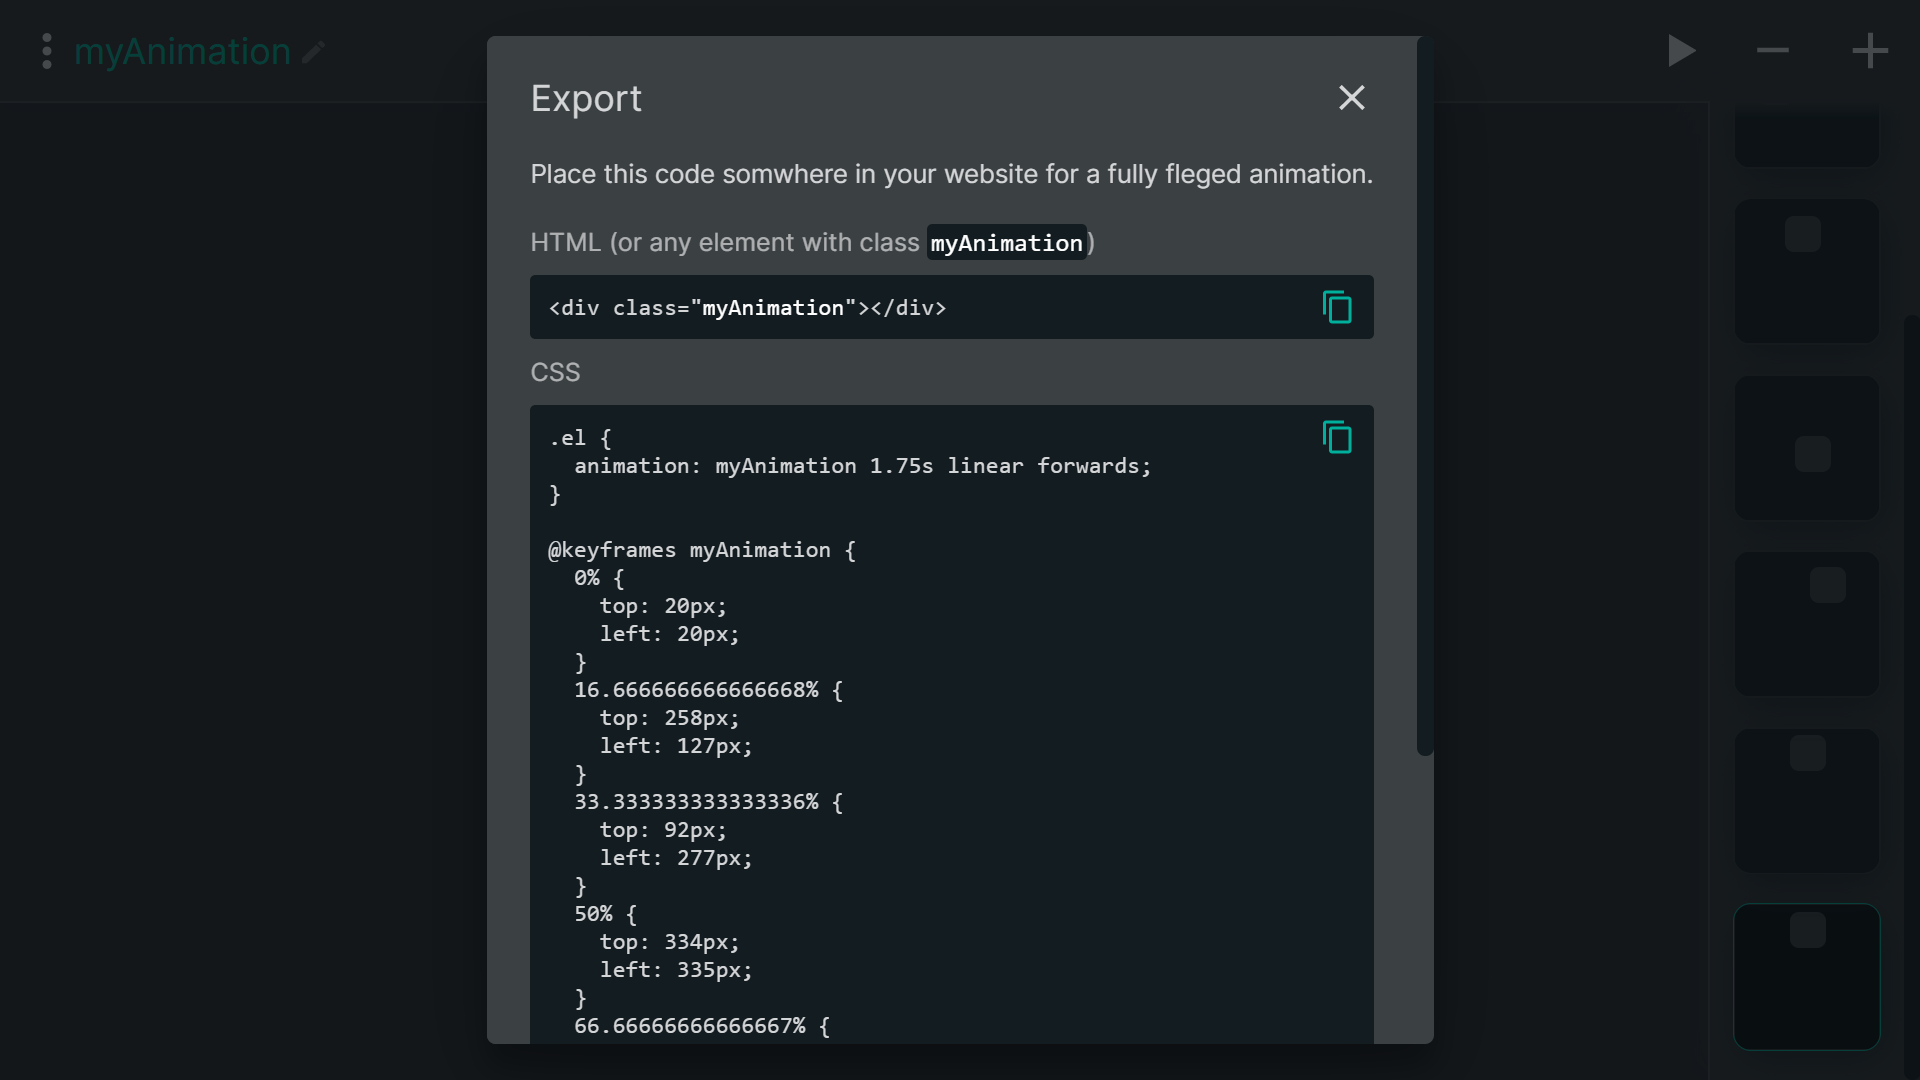 myAnimation
Export
Place this code somwhere in your website for a fully fleged animation.
HTML (or any element with class myAnimation)
<div class="myAnimation"></div>
CSS
.el {
  animation: myAnimation 1.75s linear forwards;
}
@keyframes myAnimation {
  0% {
    top: 20px;
    left: 20px;
  }
  16.666666666666668% {
    top: 258px;
    left: 127px;
  }
  33.333333333333336% {
    top: 92px;
    left: 277px;
  }
  50% {
    top: 334px;
    left: 335px;
  }
  66.66666666666667% {